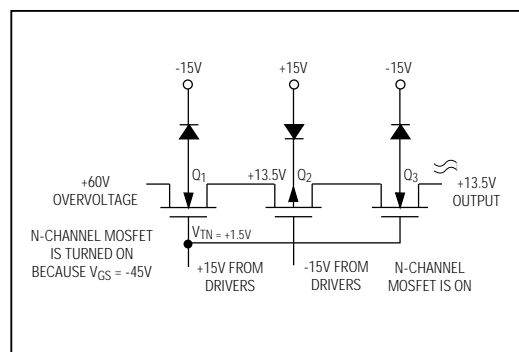 -15V
+15V
-15V
Q1
+13.5V
Q2
Q3
+60V
OVERVOLTAGE
+13.5V
OUTPUT
N-CHANNEL MOSFET
IS TURNED ON
BECAUSE VGS = -45V
VTN = +1.5V
+15V FROM
DRIVERS
-15V FROM
DRIVERS
N-CHANNEL
MOSFET IS ON